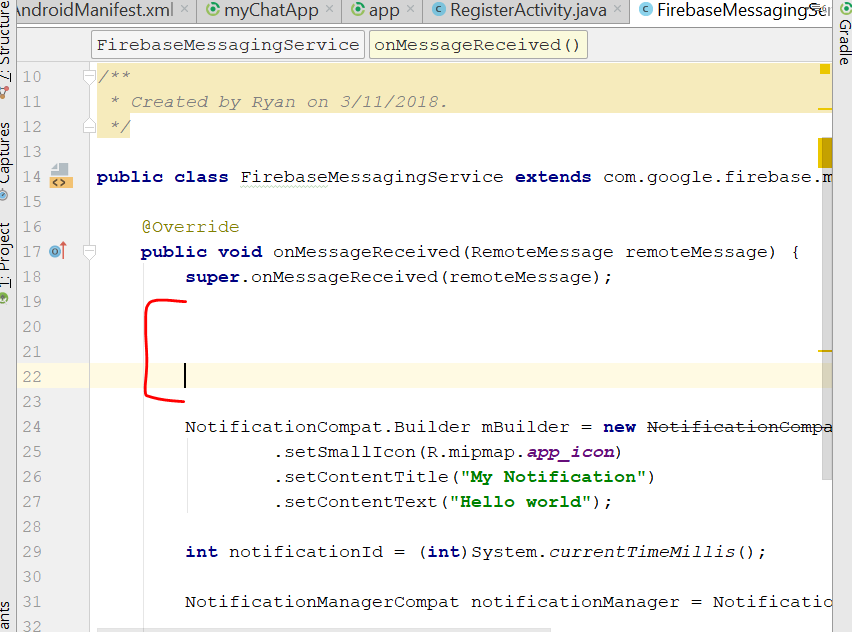 AndroidManifest.xml myChatApp app RegisterActivity.java FirebaseMessagingSer
FirebaseMessagingService onMessageReceived()
Gradle
Z: Structure
Captures
1: Project
10 /**
11 * Created by Ryan on 3/11/2018.
12 */
13
14 public class FirebaseMessagingService extends com.google.firebase.m
15
16 @Override
17 public void onMessageReceived(RemoteMessage remoteMessage) {
18 super.onMessageReceived(remoteMessage);
19
20
21
22
23
24 NotificationCompat.Builder mBuilder = new NotificationCompa
25 .setSmallIcon(R.mipmap.app_icon)
26 .setContentTitle("My Notification")
27 .setContentText("Hello world");
28
29 int notificationId = (int)System.currentTimeMillis();
30
31 NotificationManagerCompat notificationManager = Notificatio
32
ants